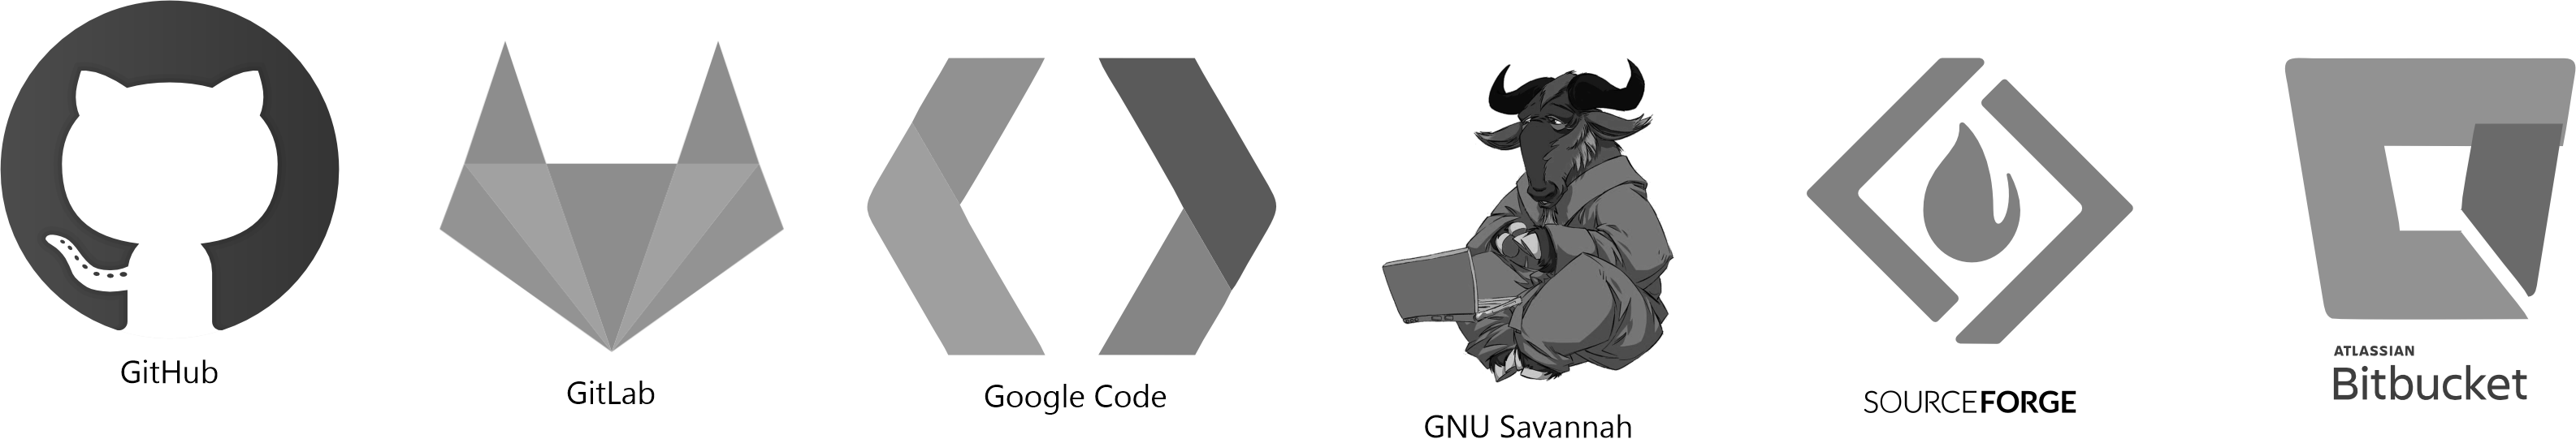 GitHub
GitLab
Google Code
GNU Savannah
SOURCEFORGE
ATLASSIAN
Bitbucket